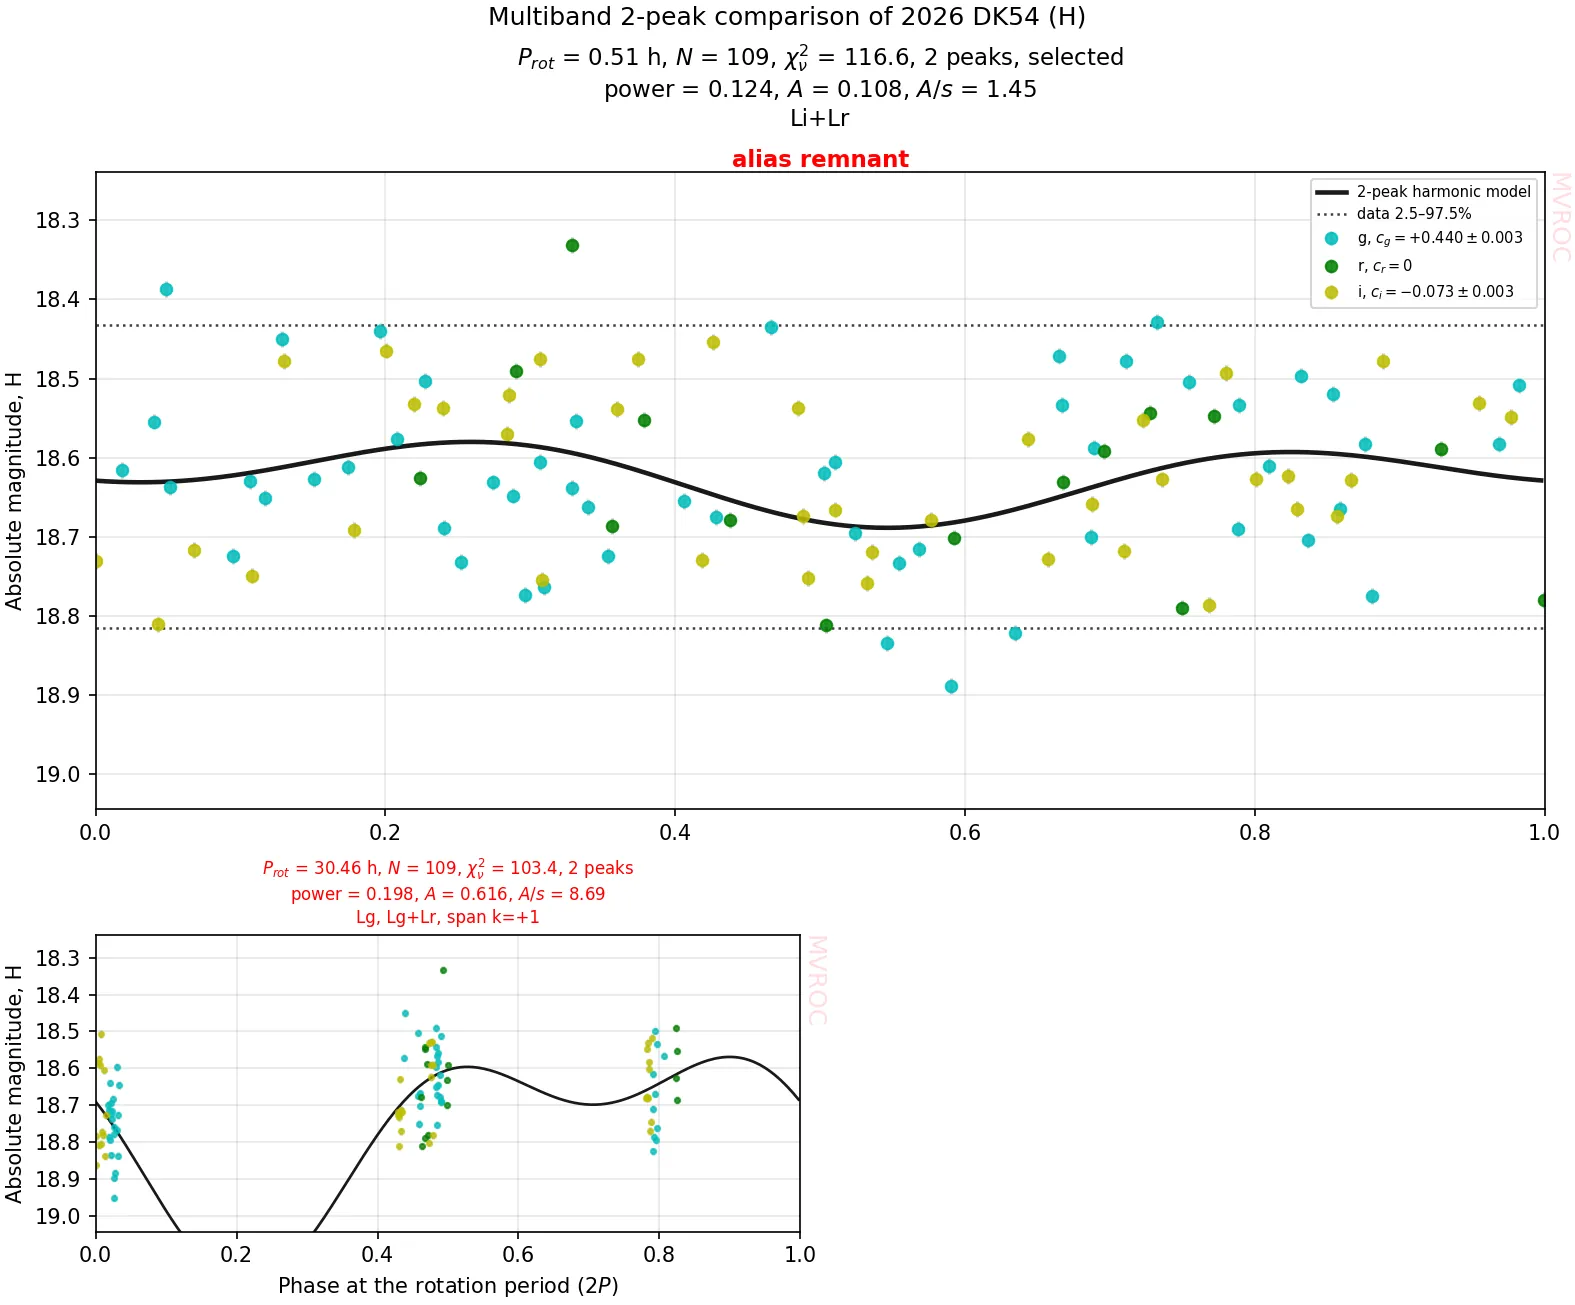 Multiband 2-peak comparison of 2026 DK54 (H)
P_rot = 0.51 h, N = 109, χ²_ν = 116.6, 2 peaks, selected
power = 0.124, A = 0.108, A/s = 1.45
Li+Lr
alias remnant
MVROC
2-peak harmonic model
data 2.5–97.5%
g, c_g = +0.440 ± 0.003
r, c_r = 0
i, c_i = −0.073 ± 0.003
Absolute magnitude, H
18.3
18.4
18.5
18.6
18.7
18.8
18.9
19.0
0.0 0.2 0.4 0.6 0.8 1.0
P_rot = 30.46 h, N = 109, χ²_ν = 103.4, 2 peaks
power = 0.198, A = 0.616, A/s = 8.69
Lg, Lg+Lr, span k=+1
MVROC
Absolute magnitude, H
18.3
18.4
18.5
18.6
18.7
18.8
18.9
19.0
0.0 0.2 0.4 0.6 0.8 1.0
Phase at the rotation period (2P)